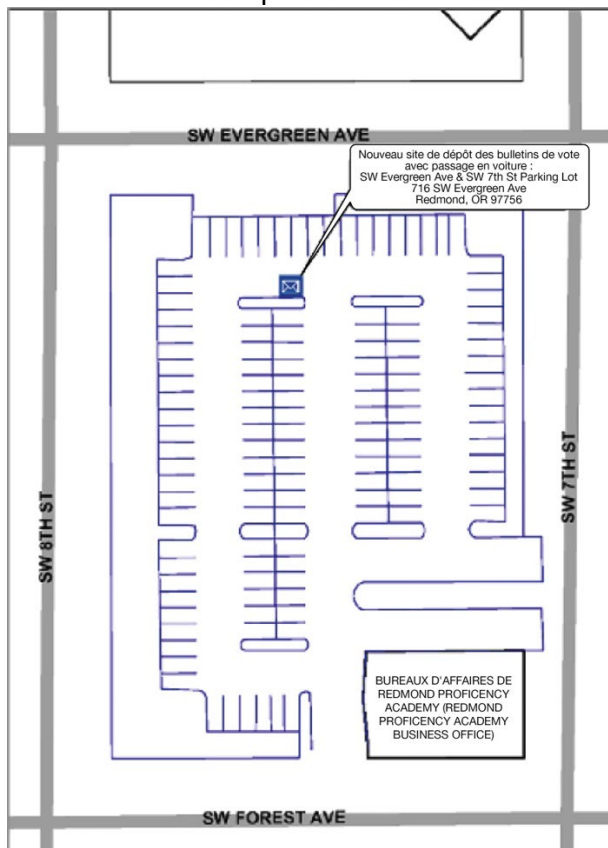 SW EVERGREEN AVE
Nouveau site de dépôt des bulletins de vote
avec passage en voiture :
SW Evergreen Ave & SW 7th St Parking Lot
716 SW Evergreen Ave
Redmond, OR 97756
SW 8TH ST
SW 7TH ST
BUREAUX D'AFFAIRES DE
REDMOND PROFICENCY
ACADEMY (REDMOND
PROFICENCY ACADEMY
BUSINESS OFFICE)
SW FOREST AVE